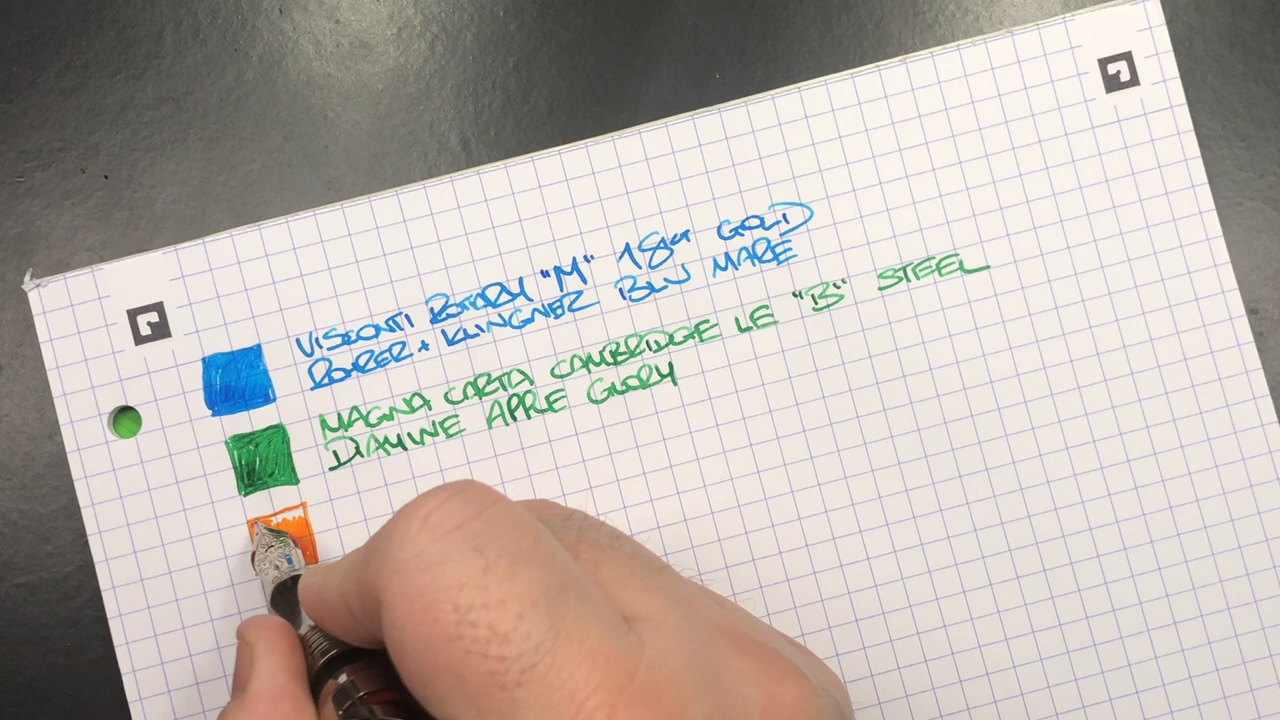 VISCONTI ROTARY "M" 18kt GOLD
ROHRER + KLINGNER BLU MARE
MAGNA CARTA CAMBRIDGE LE "B" STEEL
DIAMINE APPLE GLORY